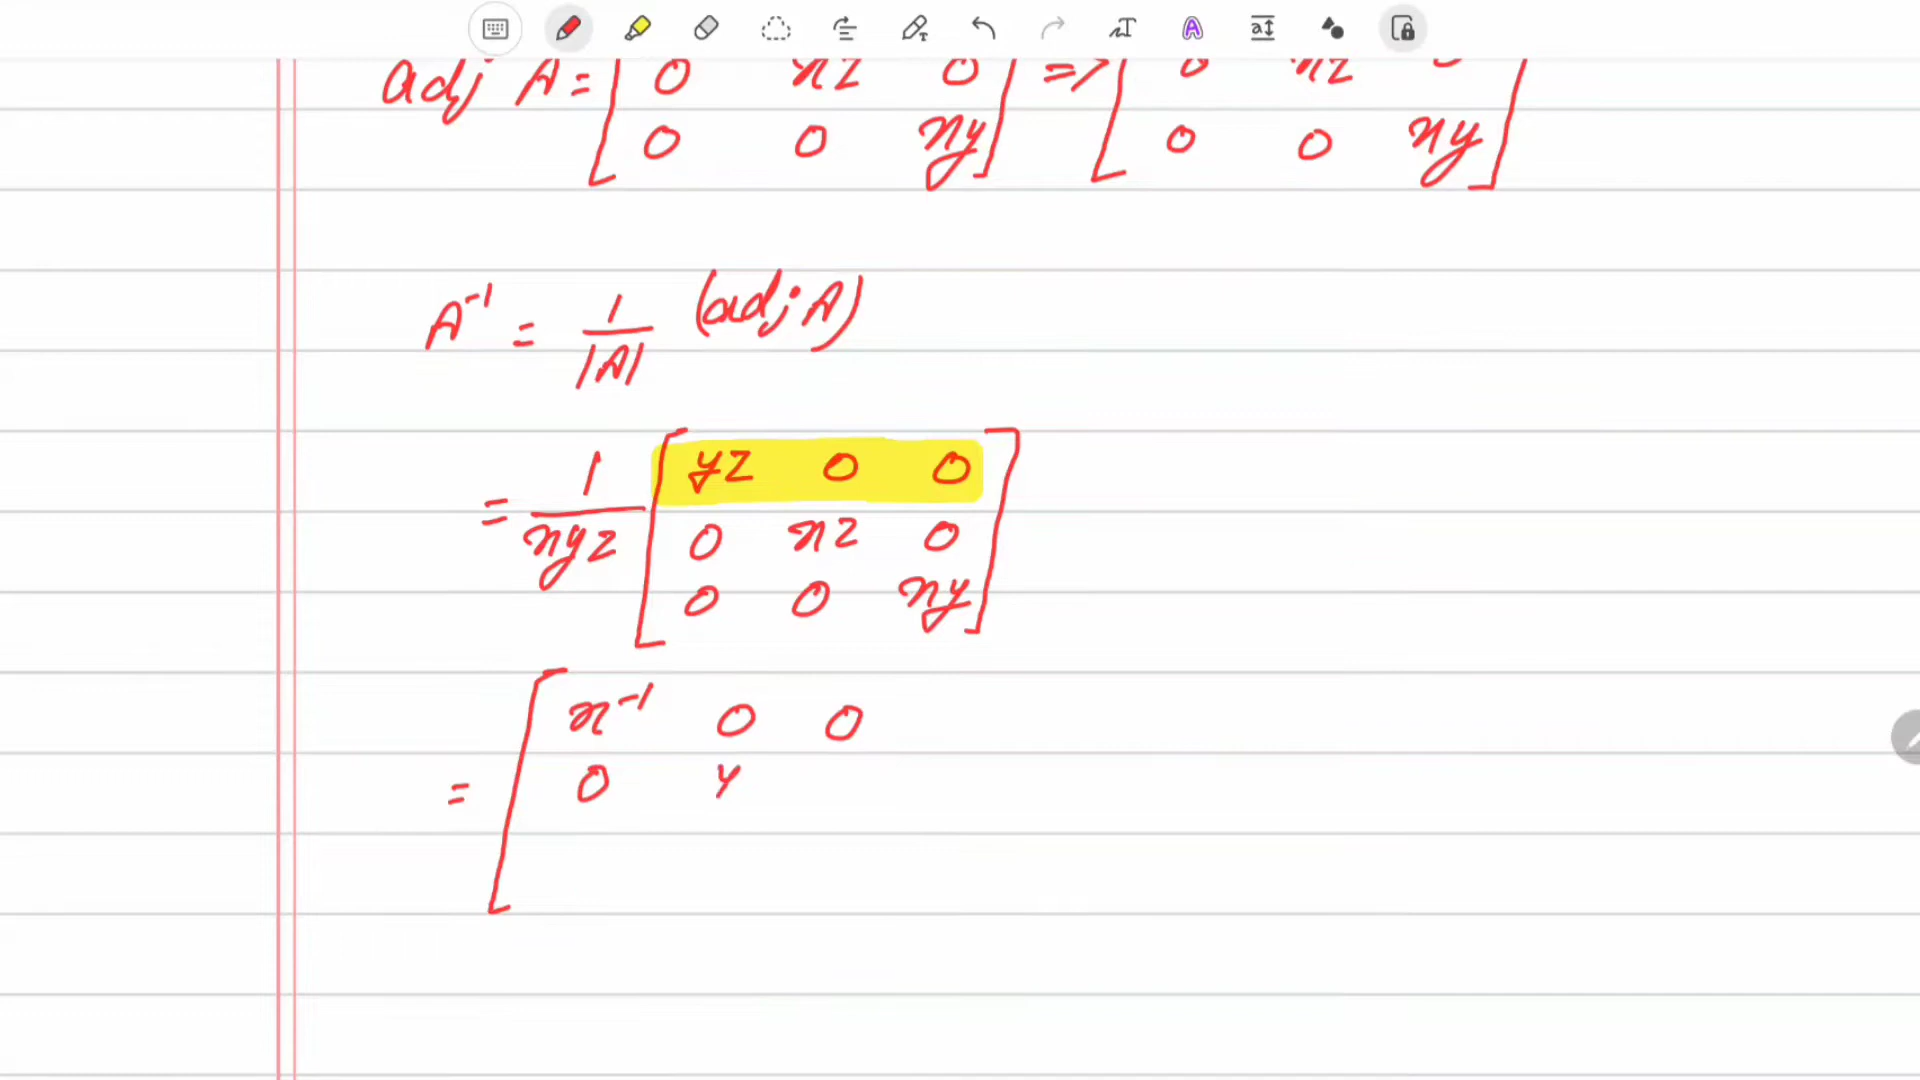 adj A = [ 0 xz 0 => [ 0 xz 0
0 0 xy ] 0 0 xy ]
A⁻¹ = 1/|A| (adj A)
= 1/xyz [ yz 0 0
0 xz 0
0 0 xy ]
= [ x⁻¹ 0 0
0 y